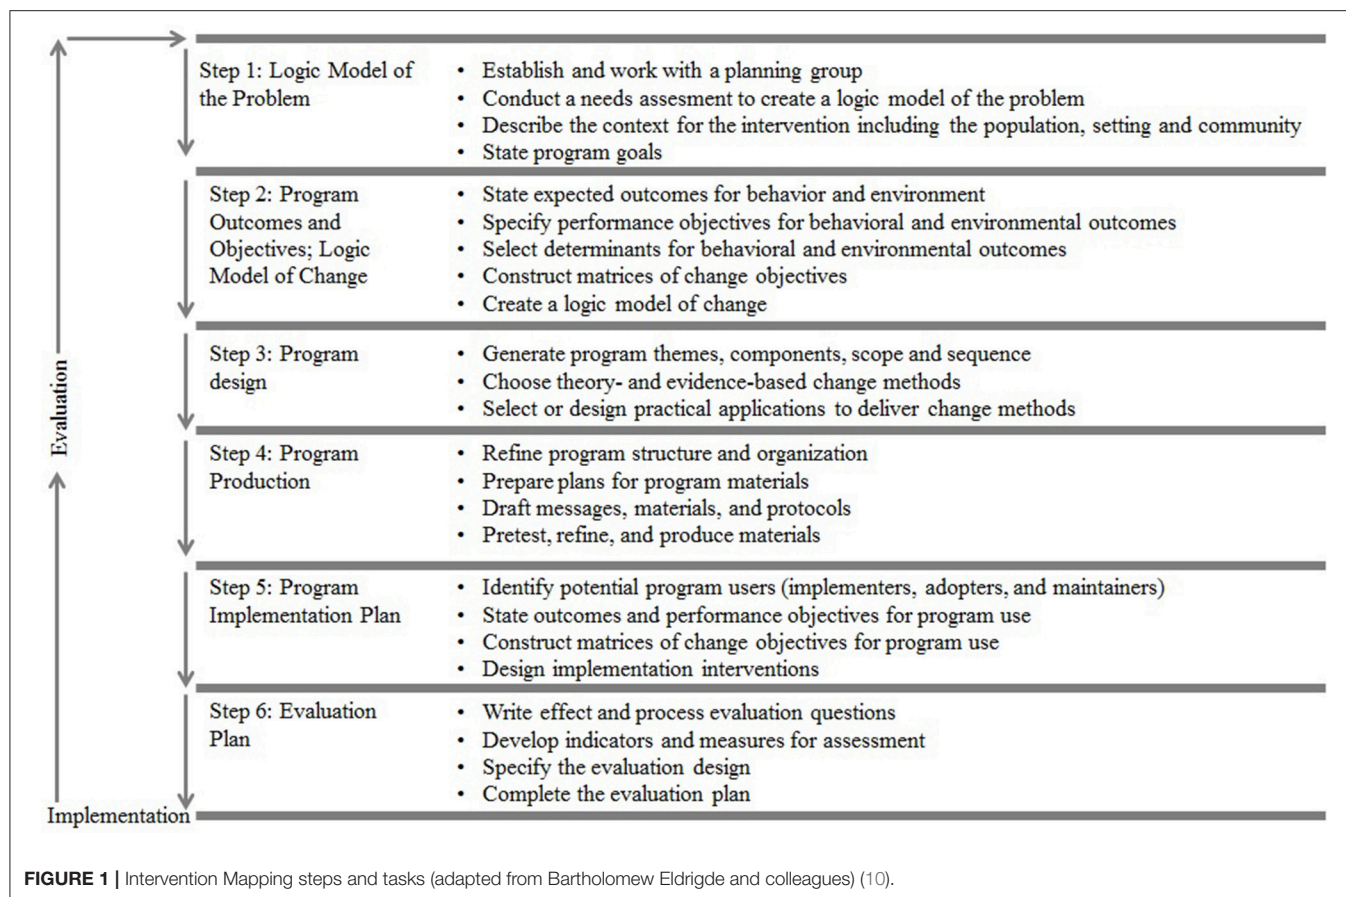 Step 1: Logic Model of
the Problem
• Establish and work with a planning group
• Conduct a needs assesment to create a logic model of the problem
• Describe the context for the intervention including the population, setting and community
• State program goals
Step 2: Program
Outcomes and
Objectives; Logic
Model of Change
• State expected outcomes for behavior and environment
• Specify performance objectives for behavioral and environmental outcomes
• Select determinants for behavioral and environmental outcomes
• Construct matrices of change objectives
• Create a logic model of change
Step 3: Program
design
• Generate program themes, components, scope and sequence
• Choose theory- and evidence-based change methods
• Select or design practical applications to deliver change methods
Evaluation
Step 4: Program
Production
• Refine program structure and organization
• Prepare plans for program materials
• Draft messages, materials, and protocols
• Pretest, refine, and produce materials
Step 5: Program
Implementation Plan
• Identify potential program users (implementers, adopters, and maintainers)
• State outcomes and performance objectives for program use
• Construct matrices of change objectives for program use
• Design implementation interventions
Step 6: Evaluation
Plan
• Write effect and process evaluation questions
• Develop indicators and measures for assessment
• Specify the evaluation design
• Complete the evaluation plan
Implementation
FIGURE 1 | Intervention Mapping steps and tasks (adapted from Bartholomew Eldrigde and colleagues) (10).